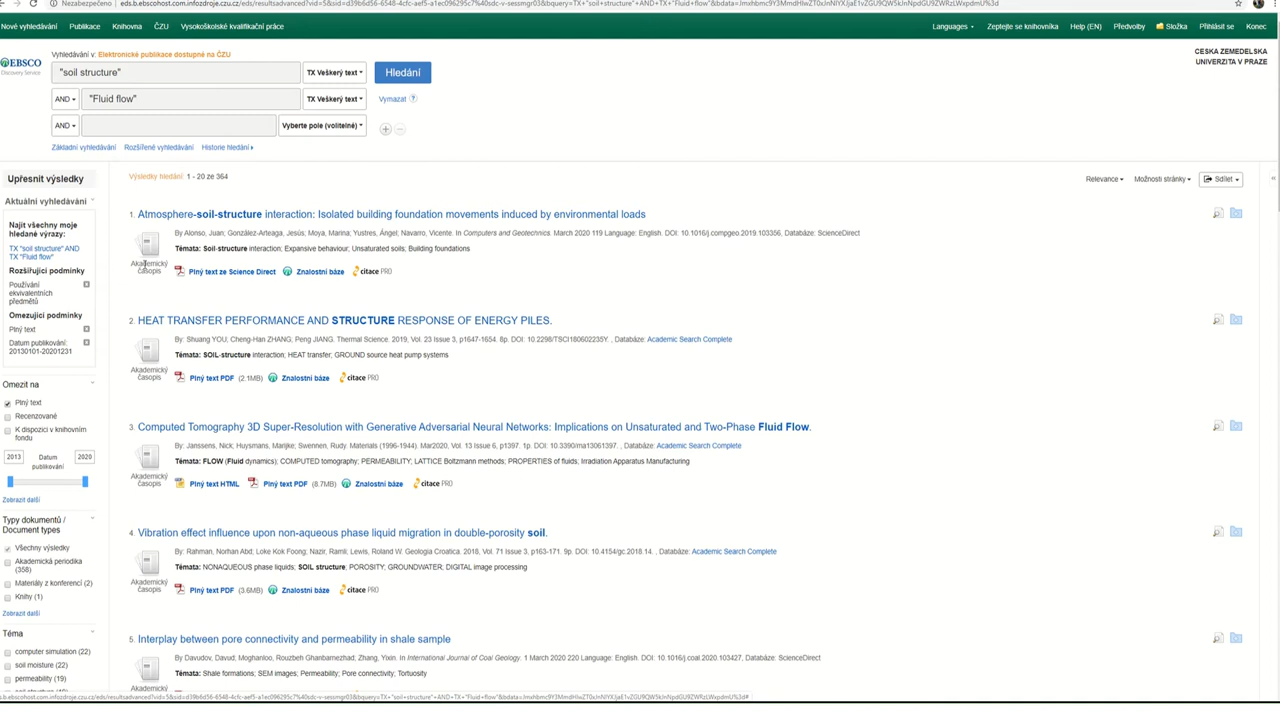 Nezabezpečeno | eds.b.ebscohost.com.infozdroje.czu.cz/eds/resultsadvanced?vid=5&sid=
Nové vyhledávání Publikace Knihovna ČZU Vysokoškolské kvalifikační práce Languages Zeptejte se knihovníka Help (EN) Předvolby Složka Přihlásit se Konec
Vyhledávání v: Elektronické publikace dostupné na ČZU
CESKA ZEMEDELSKA
UNIVERZITA V PRAZE
EBSCO
Discovery Service
"soil structure" TX Veškerý text Hledání
AND "Fluid flow" TX Veškerý text Vymazat ?
AND Vyberte pole (volitelné)
Základní vyhledávání Rozšířené vyhledávání Historie hledání
Upřesnit výsledky
Výsledky hledání: 1 - 20 ze 364 Relevance Možnosti stránky Sdílet
Aktuální vyhledávání
Najít všechny moje
hledané výrazy:
TX "soil structure" AND
TX "Fluid flow"
Rozšiřující podmínky
Používání
ekvivalentních
předmětů
Omezující podmínky
Plný text
Datum publikování:
20130101-20201231
Omezit na
Plný text
Recenzované
K dispozici v knihovním
fondu
2013 Datum 2020
publikování
Zobrazit další
Typy dokumentů /
Document types
Všechny výsledky
Akademická periodika
(358)
Materiály z konferencí (2)
Knihy (1)
Zobrazit další
Téma
computer simulation (22)
soil moisture (22)
permeability (19)
1. Atmosphere-soil-structure interaction: Isolated building foundation movements induced by environmental loads
By Alonso, Juan; González-Arteaga, Jesús; Moya, Marina; Yustres, Ángel; Navarro, Vicente. In Computers and Geotechnics. March 2020 119 Language: English. DOI: 10.1016/j.compgeo.2019.103356, Databáze: ScienceDirect
Témata: Soil-structure interaction; Expansive behaviour; Unsaturated soils; Building foundations
Akademický
časopis
Plný text ze Science Direct Znalostní báze citace PRO
2. HEAT TRANSFER PERFORMANCE AND STRUCTURE RESPONSE OF ENERGY PILES.
By: Shuang YOU, Cheng-Han ZHANG, Peng JIANG. Thermal Science. 2019, Vol. 23 Issue 3, p1647-1654. 8p. DOI: 10.2298/TSCI180602235Y. , Databáze: Academic Search Complete
Témata: SOIL-structure interaction; HEAT transfer; GROUND source heat pump systems
Akademický
časopis
Plný text PDF (2.1MB) Znalostní báze citace PRO
3. Computed Tomography 3D Super-Resolution with Generative Adversarial Neural Networks: Implications on Unsaturated and Two-Phase Fluid Flow.
By: Janssens, Nick; Huysmans, Marijke; Swennen, Rudy. Materials (1996-1944). Mar2020, Vol. 13 Issue 6, p1397. 1p. DOI: 10.3390/ma13061397. , Databáze: Academic Search Complete
Témata: FLOW (Fluid dynamics); COMPUTED tomography; PERMEABILITY; LATTICE Boltzmann methods; PROPERTIES of fluids; Irradiation Apparatus Manufacturing
Akademický
časopis
Plný text HTML Plný text PDF (8.7MB) Znalostní báze citace PRO
4. Vibration effect influence upon non-aqueous phase liquid migration in double-porosity soil.
By: Rahman, Norhan Abd; Loke Kok Foong; Nazir, Ramli; Lewis, Roland W. Geologia Croatica. 2018, Vol. 71 Issue 3, p163-171. 9p. DOI: 10.4154/gc.2018.14. , Databáze: Academic Search Complete
Témata: NONAQUEOUS phase liquids; SOIL structure; POROSITY; GROUNDWATER; DIGITAL image processing
Akademický
časopis
Plný text PDF (3.6MB) Znalostní báze citace PRO
5. Interplay between pore connectivity and permeability in shale sample
By Davudov, Davud; Moghanloo, Rouzbeh Ghanbarnezhad; Zhang, Yixin. In International Journal of Coal Geology. 1 March 2020 220 Language: English. DOI: 10.1016/j.coal.2020.103427, Databáze: ScienceDirect
Témata: Shale formations; SEM images; Permeability; Pore connectivity; Tortuosity
Akademický